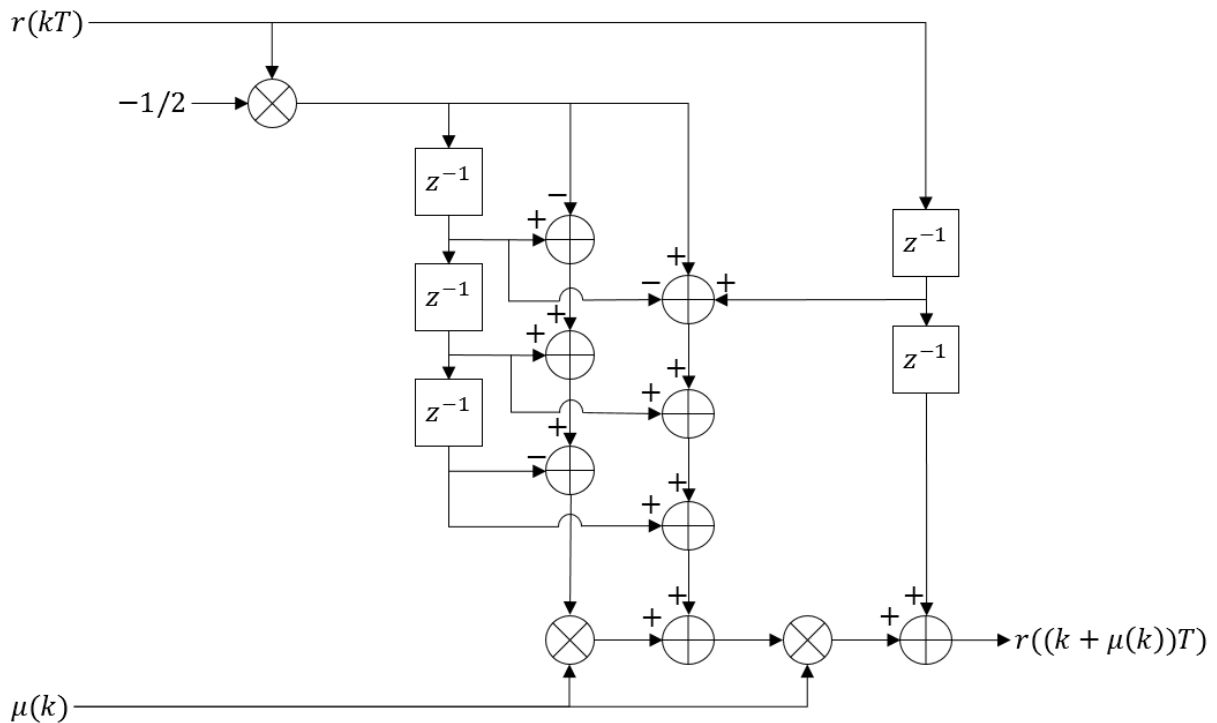 r(kT)
−1/2
z⁻¹
−
+
z⁻¹
+
−
+
z⁻¹
+
+
z⁻¹
+
+
z⁻¹
+
−
+
+
+
+
+
+
+
r((k + μ(k))T)
μ(k)